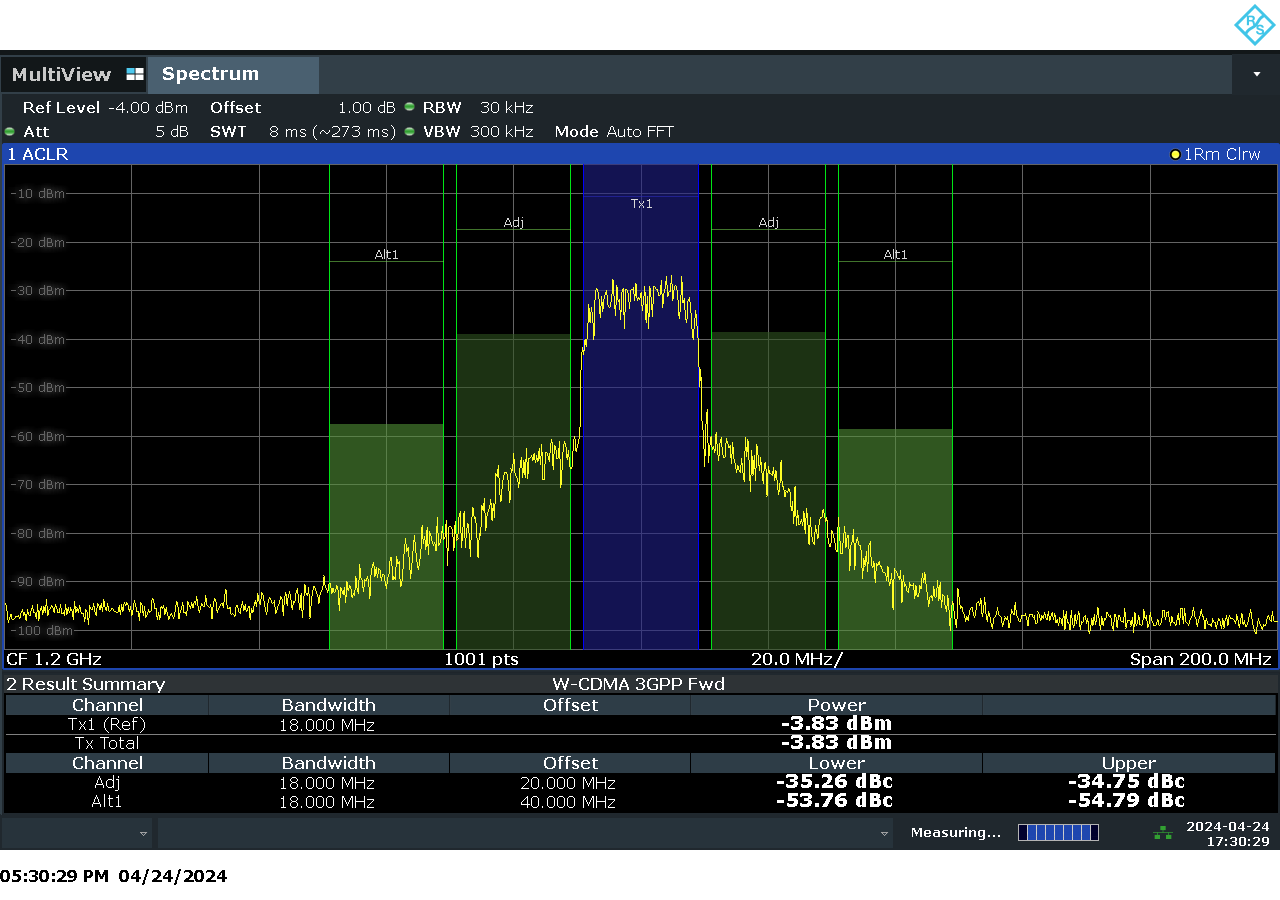 R/S
MultiView Spectrum
Ref Level -4.00 dBm Offset 1.00 dB RBW 30 kHz
Att 5 dB SWT 8 ms (~273 ms) VBW 300 kHz Mode Auto FFT
1 ACLR 1Rm Clrw
-10 dBm
Tx1
Adj Adj
-20 dBm
Alt1 Alt1
-30 dBm
-40 dBm
-50 dBm
-60 dBm
-70 dBm
-80 dBm
-90 dBm
-100 dBm
CF 1.2 GHz 1001 pts 20.0 MHz/ Span 200.0 MHz
2 Result Summary W-CDMA 3GPP Fwd
Channel Bandwidth Offset Power
Tx1 (Ref) 18.000 MHz -3.83 dBm
Tx Total -3.83 dBm
Channel Bandwidth Offset Lower Upper
Adj 18.000 MHz 20.000 MHz -35.26 dBc -34.75 dBc
Alt1 18.000 MHz 40.000 MHz -53.76 dBc -54.79 dBc
Measuring... 2024-04-24
17:30:29
05:30:29 PM 04/24/2024